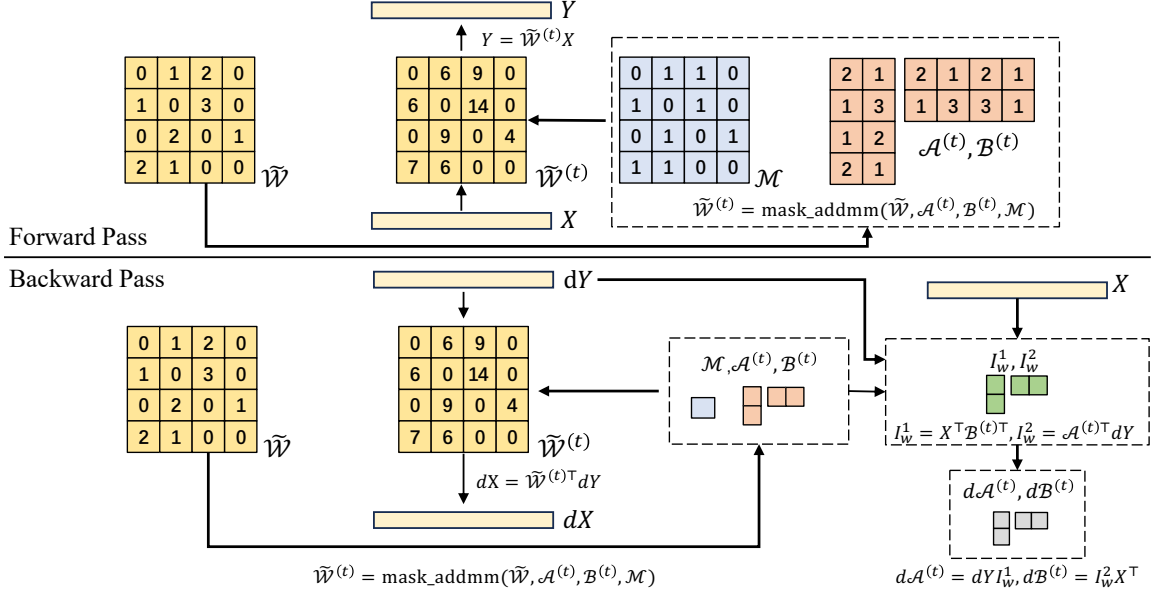 Y
Y = 𝒲̃^(t)X
0 1 2 0
1 0 3 0
0 2 0 1
2 1 0 0
𝒲̃
0 6 9 0
6 0 14 0
0 9 0 4
7 6 0 0
𝒲̃^(t)
X
0 1 1 0
1 0 1 0
0 1 0 1
1 1 0 0
ℳ
2 1
1 3
1 2
2 1
2 1 2 1
1 3 3 1
𝒜^(t), ℬ^(t)
𝒲̃^(t) = mask_addmm(𝒲̃, 𝒜^(t), ℬ^(t), ℳ)
Forward Pass
Backward Pass
dY
0 1 2 0
1 0 3 0
0 2 0 1
2 1 0 0
𝒲̃
0 6 9 0
6 0 14 0
0 9 0 4
7 6 0 0
𝒲̃^(t)
dX = 𝒲̃^(t)⊤dY
dX
𝒲̃^(t) = mask_addmm(𝒲̃, 𝒜^(t), ℬ^(t), ℳ)
ℳ, 𝒜^(t), ℬ^(t)
X
I_w^1, I_w^2
I_w^1 = X^⊤ℬ^(t)⊤, I_w^2 = 𝒜^(t)⊤dY
d𝒜^(t), dℬ^(t)
d𝒜^(t) = dYI_w^1, dℬ^(t) = I_w^2X^⊤